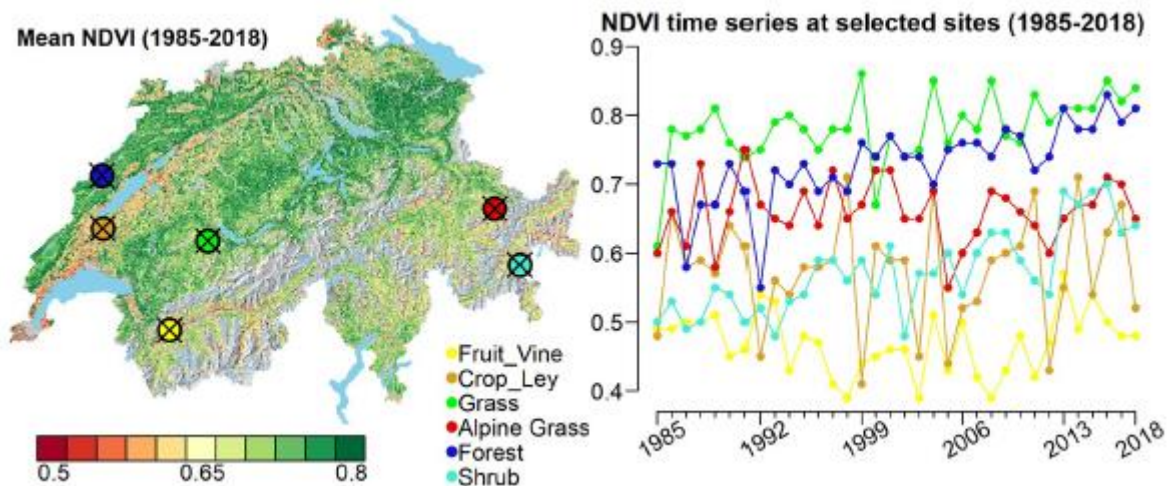 Mean NDVI (1985-2018)
0.5
0.65
0.8
Fruit_Vine
Crop_Ley
Grass
Alpine Grass
Forest
Shrub
NDVI time series at selected sites (1985-2018)
0.9
0.8
0.7
0.6
0.5
0.4
1985
1992
1999
2006
2013
2018